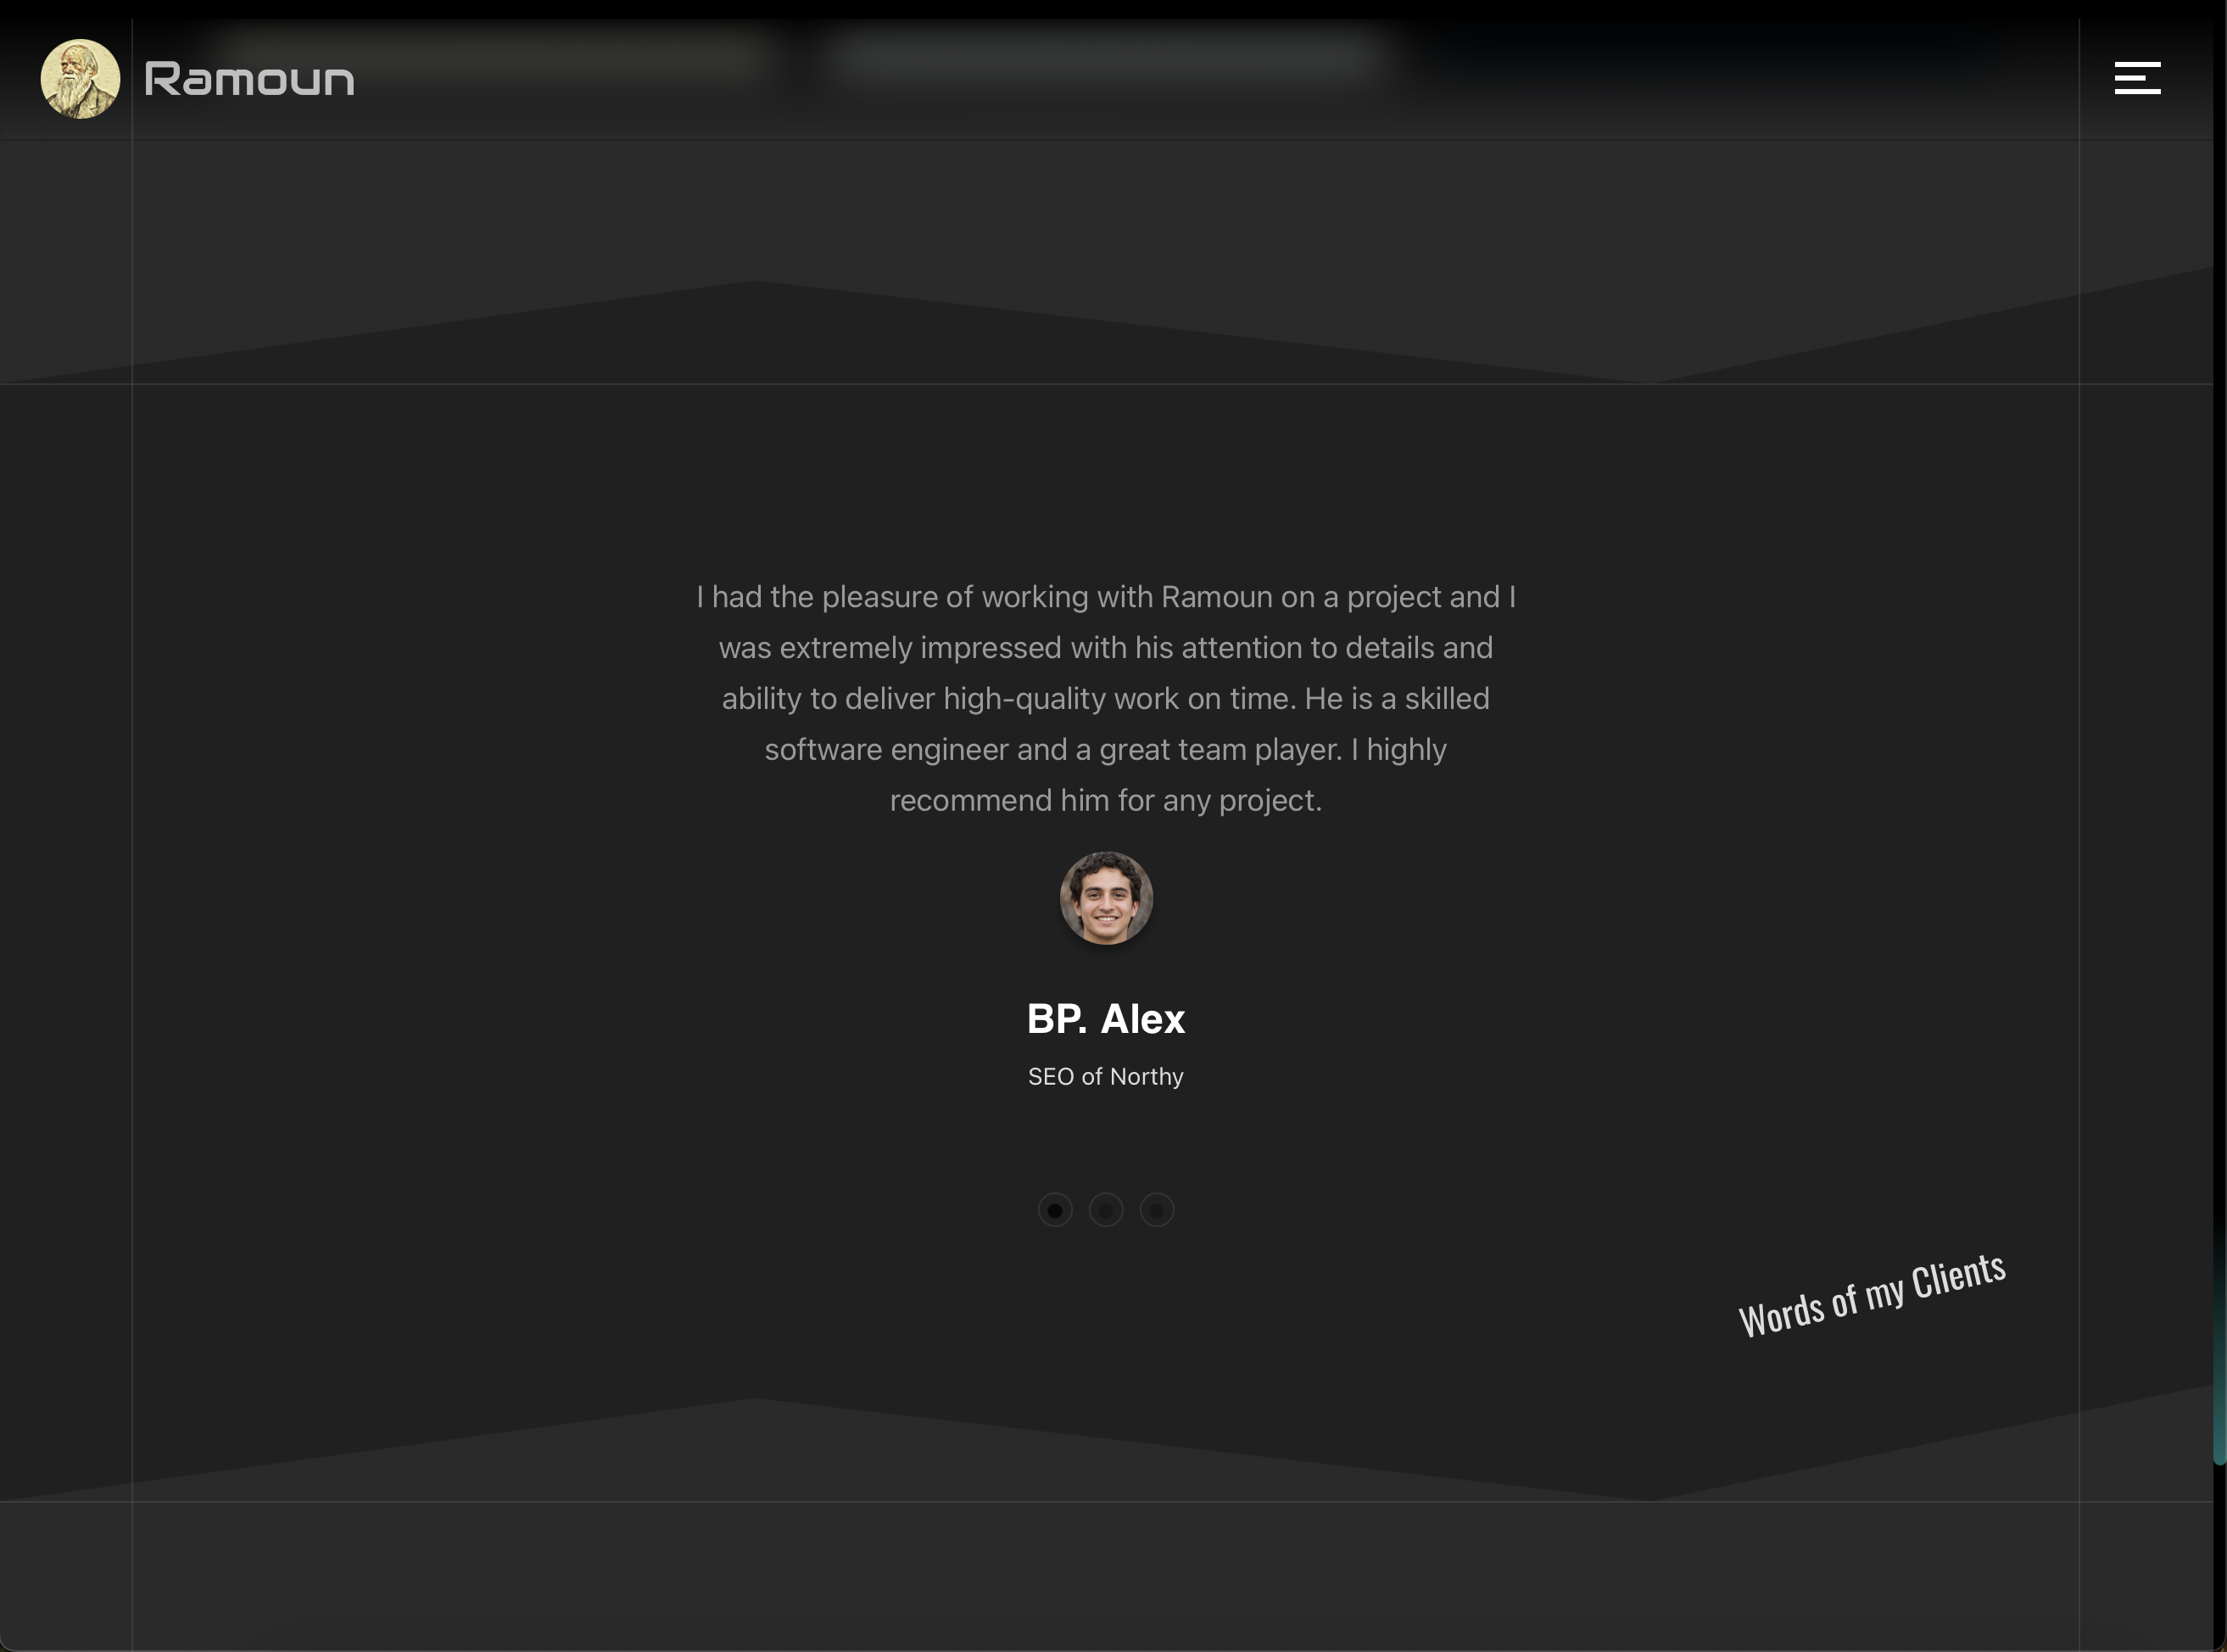 Ramoun
I had the pleasure of working with Ramoun on a project and I
was extremely impressed with his attention to details and
ability to deliver high-quality work on time. He is a skilled
software engineer and a great team player. I highly
recommend him for any project.
BP. Alex
SEO of Northy
Words of my Clients